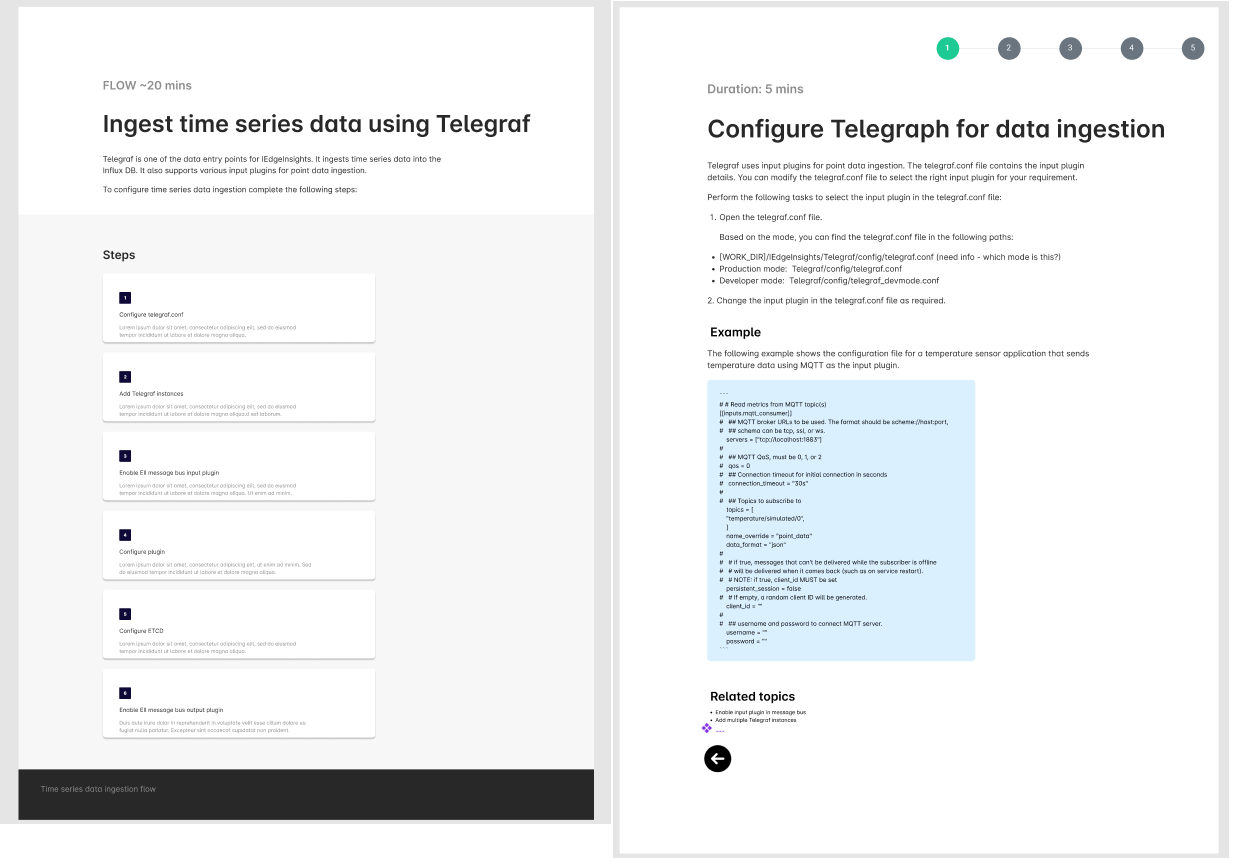 FLOW ~20 mins
Ingest time series data using Telegraf
Telegraf is one of the data entry points for IEdgeInsights. It ingests time series data into the
Influx DB. It also supports various input plugins for point data ingestion.
To configure time series data ingestion complete the following steps:
Steps
1
Configure telegraf.conf
Lorem ipsum dolor sit amet, consectetur adipiscing elit, sed do eiusmod
tempor incididunt ut labore et dolore magna aliqua.
2
Add Telegraf instances
Lorem ipsum dolor sit amet, consectetur adipiscing elit, sed do eiusmod
tempor incididunt ut labore et dolore magna aliqua.d est laborum.
3
Enable EII message bus input plugin
Lorem ipsum dolor sit amet, consectetur adipiscing elit, sed do eiusmod
tempor incididunt ut labore et dolore magna aliqua. Ut enim ad minim.
4
Configure plugin
Lorem ipsum dolor sit amet, consectetur adipiscing elit, ut enim ad minim. Sed
do eiusmod tempor incididunt ut labore et dolore magna aliqua.
5
Configure ETCD
Lorem ipsum dolor sit amet, consectetur adipiscing elit, sed do eiusmod
tempor incididunt ut labore et dolore magna aliqua.
6
Enable EII message bus output plugin
Duis aute irure dolor in reprehenderit in voluptate velit esse cillum dolore eu
fugiat nulla pariatur. Excepteur sint occaecat cupidatat non proident.
Time series data ingestion flow
1 2 3 4 5
Duration: 5 mins
Configure Telegraph for data ingestion
Telegraf uses input plugins for point data ingestion. The telegraf.conf file contains the input plugin
details. You can modify the telegraf.conf file to select the right input plugin for your requirement.
Perform the following tasks to select the input plugin in the telegraf.conf file:
1. Open the telegraf.conf file.
Based on the mode, you can find the telegraf.conf file in the following paths:
• [WORK_DIR]/IEdgeInsights/Telegraf/config/telegraf.conf (need info - which mode is this?)
• Production mode:  Telegraf/config/telegraf.conf
• Developer mode:  Telegraf/config/telegraf_devmode.conf
2. Change the input plugin in the telegraf.conf file as required.
Example
The following example shows the configuration file for a temperature sensor application that sends
temperature data using MQTT as the input plugin.
```
# # Read metrics from MQTT topic(s)
[[inputs.mqtt_consumer]]
#   ## MQTT broker URLs to be used. The format should be scheme://host:port,
#   ## schema can be tcp, ssl, or ws.
servers = ["tcp://localhost:1883"]
#
#   ## MQTT QoS, must be 0, 1, or 2
#   qos = 0
#   ## Connection timeout for initial connection in seconds
#   connection_timeout = "30s"
#
#   ## Topics to subscribe to
topics = [
"temperature/simulated/0",
]
name_override = "point_data"
data_format = "json"
#
#   # if true, messages that can't be delivered while the subscriber is offline
#   # will be delivered when it comes back (such as on service restart).
#   # NOTE: if true, client_id MUST be set
persistent_session = false
#   # If empty, a random client ID will be generated.
client_id = ""
#
#   ## username and password to connect MQTT server.
username = ""
password = ""
```
Related topics
• Enable input plugin in message bus
• Add multiple Telegraf instances
---